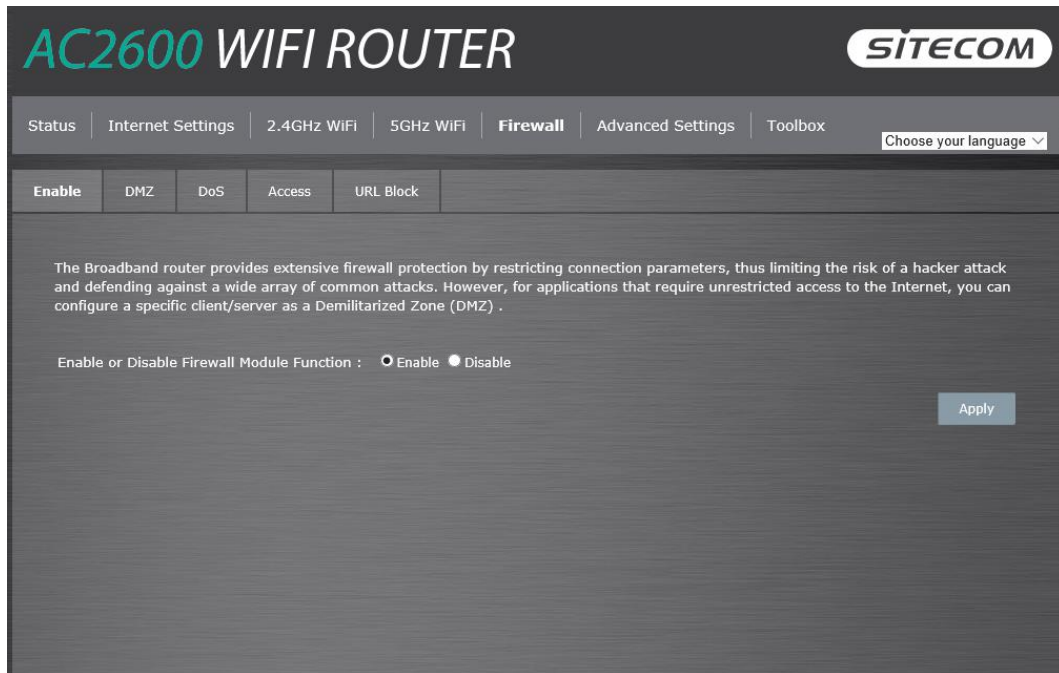 AC2600 WIFI ROUTER
SITECOM
Status Internet Settings 2.4GHz WiFi 5GHz WiFi Firewall Advanced Settings Toolbox
Choose your language
Enable DMZ DoS Access URL Block
The Broadband router provides extensive firewall protection by restricting connection parameters, thus limiting the risk of a hacker attack
and defending against a wide array of common attacks. However, for applications that require unrestricted access to the Internet, you can
configure a specific client/server as a Demilitarized Zone (DMZ) .
Enable or Disable Firewall Module Function : Enable Disable
Apply